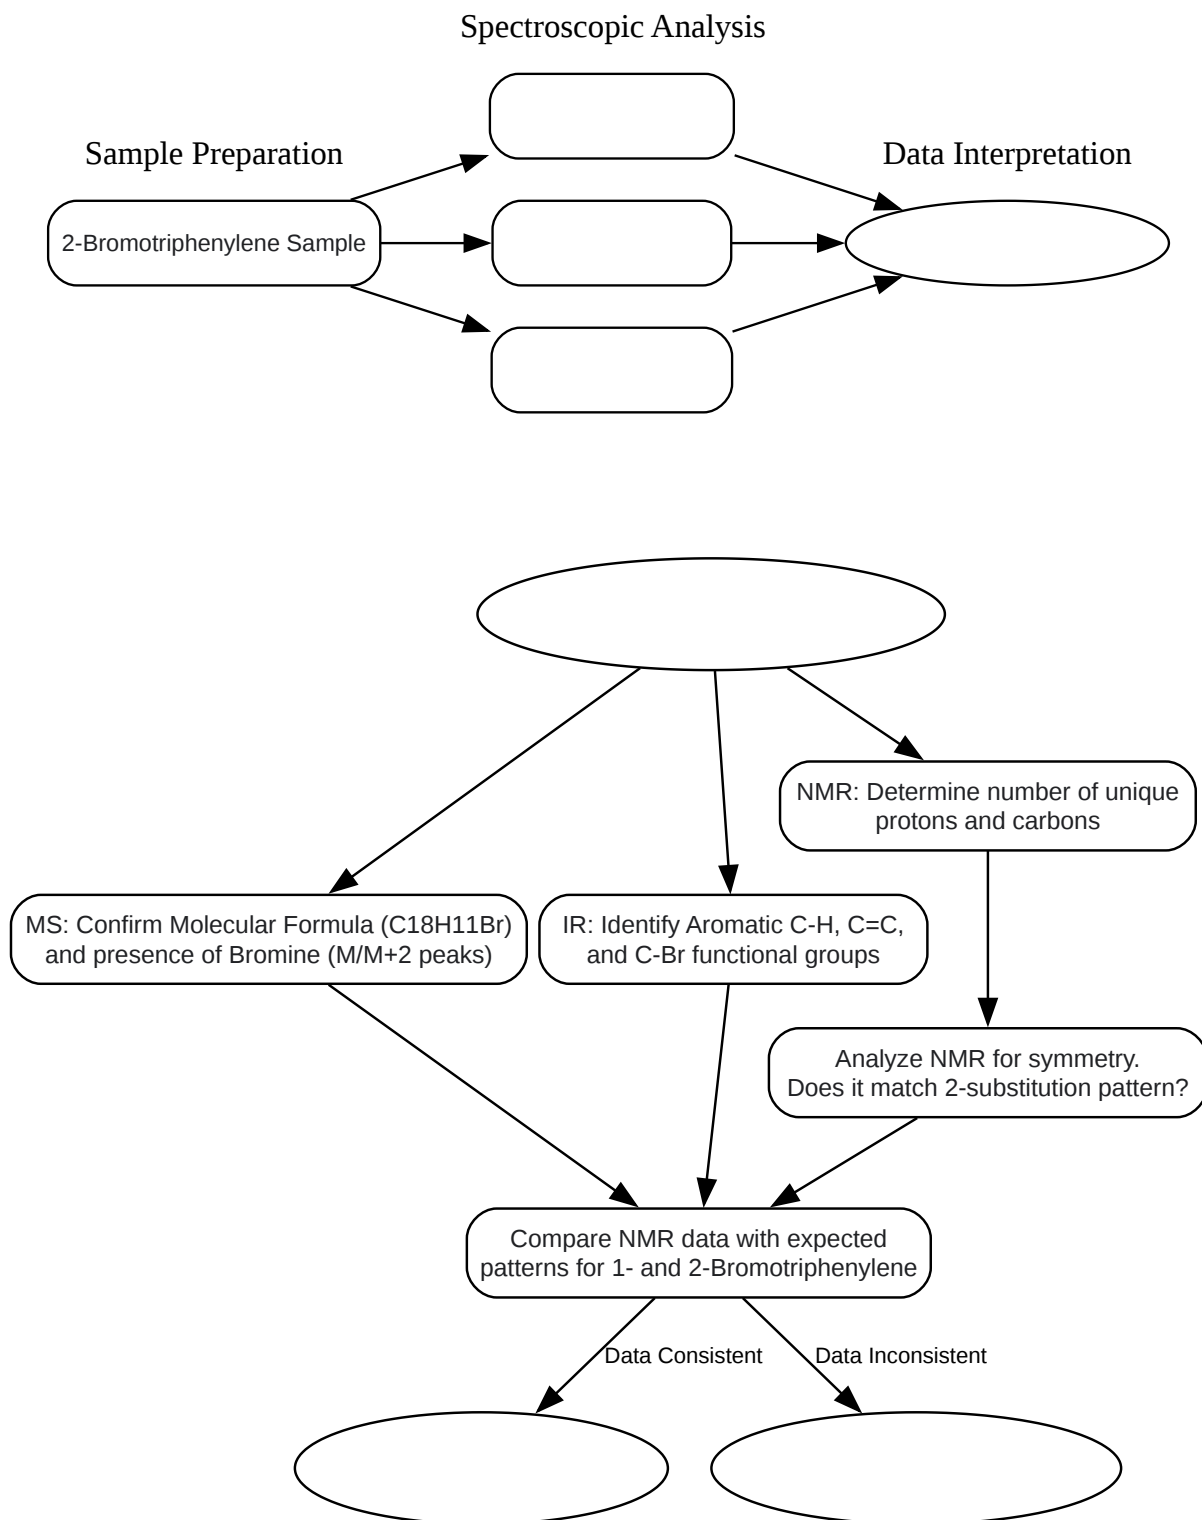 Spectroscopic Analysis
Sample Preparation
Data Interpretation
2-Bromotriphenylene Sample
NMR: Determine number of unique
protons and carbons
MS: Confirm Molecular Formula (C18H11Br)
and presence of Bromine (M/M+2 peaks)
IR: Identify Aromatic C-H, C=C,
and C-Br functional groups
Analyze NMR for symmetry.
Does it match 2-substitution pattern?
Compare NMR data with expected
patterns for 1- and 2-Bromotriphenylene
Data Consistent
Data Inconsistent